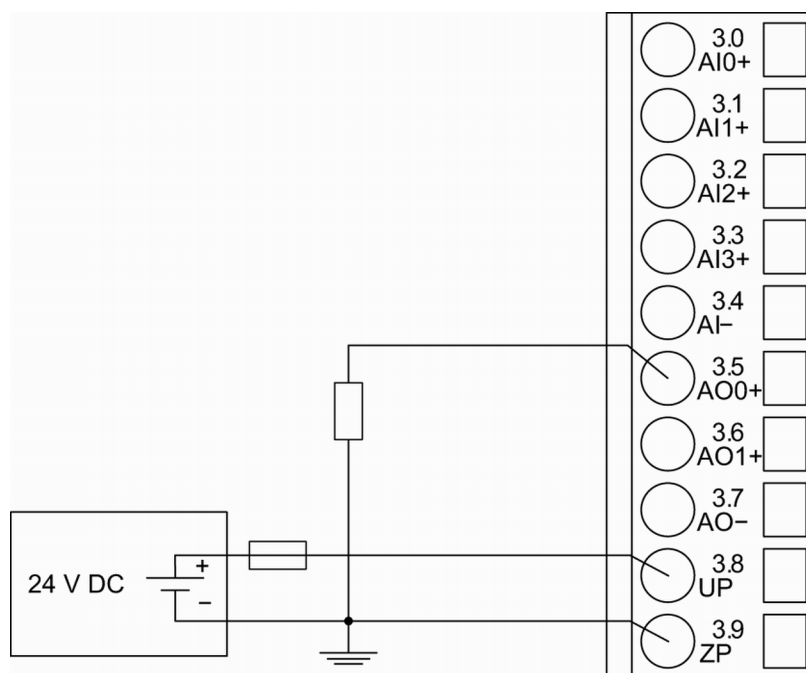 3.0
AI0+
3.1
AI1+
3.2
AI2+
3.3
AI3+
3.4
AI–
3.5
AO0+
3.6
AO1+
3.7
AO–
3.8
UP
3.9
ZP
+
24 V DC
–